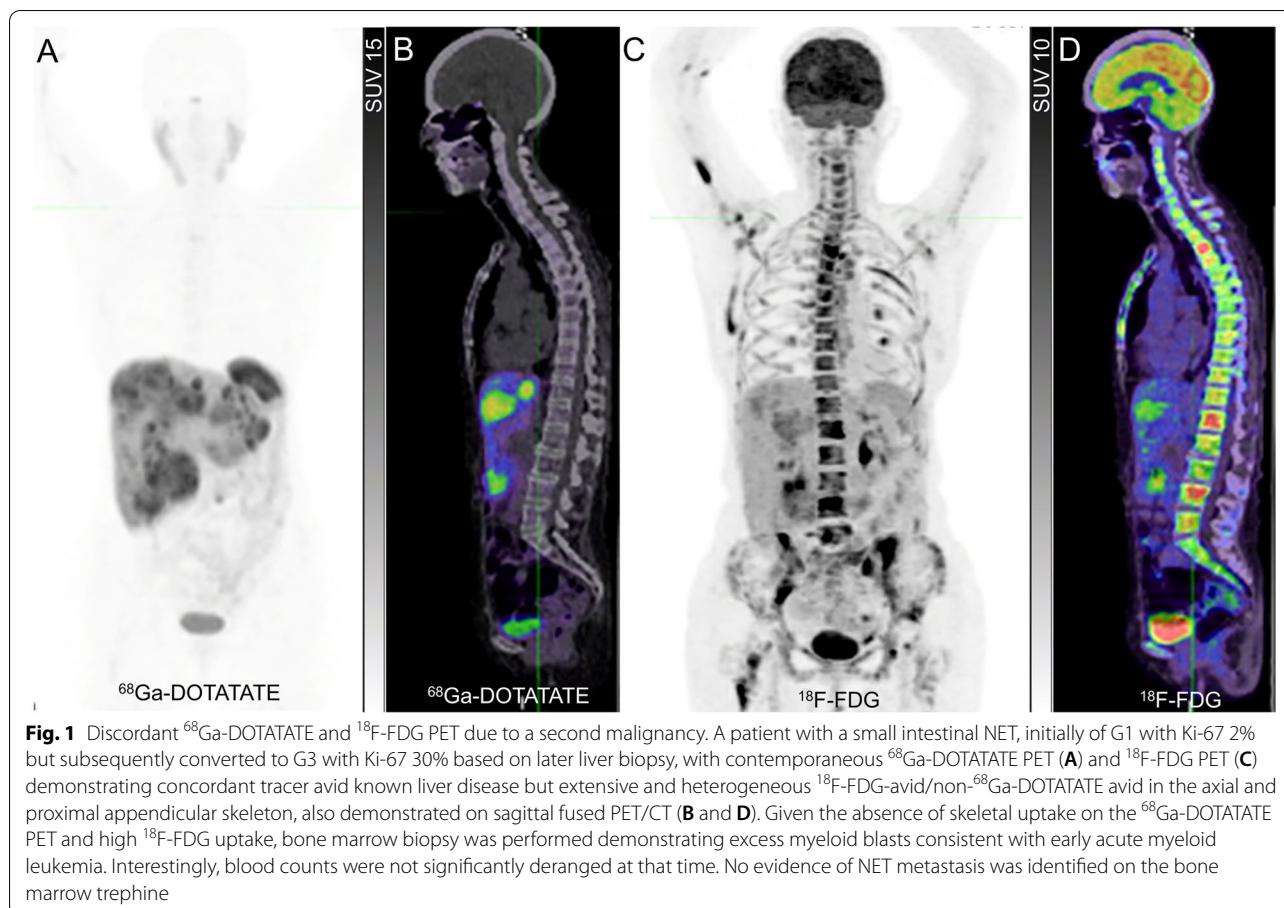 A
SUV 15
B
C
SUV 10
D
⁶⁸Ga-DOTATATE
⁶⁸Ga-DOTATATE
¹⁸F-FDG
¹⁸F-FDG
Fig. 1 Discordant ⁶⁸Ga-DOTATATE and ¹⁸F-FDG PET due to a second malignancy. A patient with a small intestinal NET, initially of G1 with Ki-67 2%
but subsequently converted to G3 with Ki-67 30% based on later liver biopsy, with contemporaneous ⁶⁸Ga-DOTATATE PET (A) and ¹⁸F-FDG PET (C)
demonstrating concordant tracer avid known liver disease but extensive and heterogeneous ¹⁸F-FDG-avid/non-⁶⁸Ga-DOTATATE avid in the axial and
proximal appendicular skeleton, also demonstrated on sagittal fused PET/CT (B and D). Given the absence of skeletal uptake on the ⁶⁸Ga-DOTATATE
PET and high ¹⁸F-FDG uptake, bone marrow biopsy was performed demonstrating excess myeloid blasts consistent with early acute myeloid
leukemia. Interestingly, blood counts were not significantly deranged at that time. No evidence of NET metastasis was identified on the bone
marrow trephine